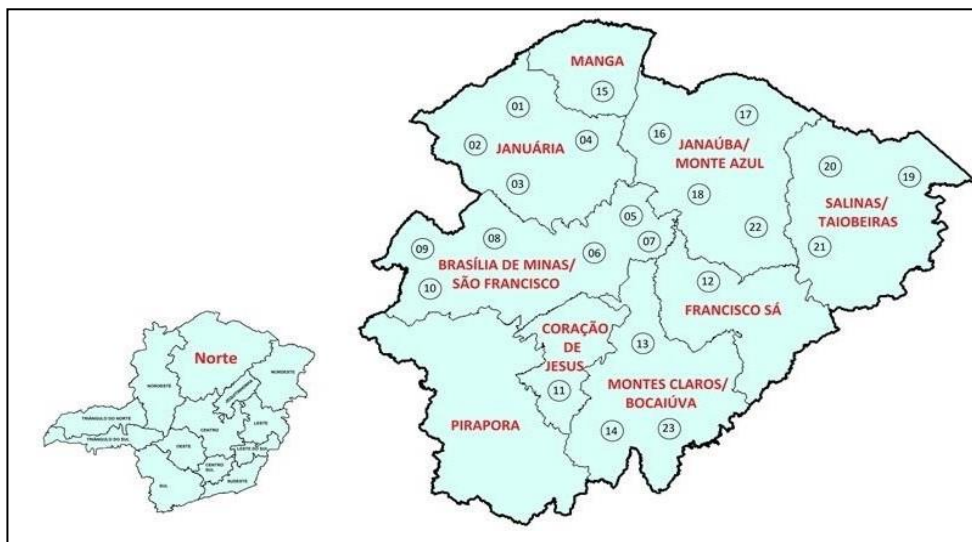 MANGA
15
01
02
04
JANUÁRIA
03
16
17
JANAÚBA/
MONTE AZUL
18
22
20
19
SALINAS/
TAIOBEIRAS
21
05
07
08
09
06
BRASÍLIA DE MINAS/
SÃO FRANCISCO
10
12
FRANCISCO SÁ
CORAÇÃO
DE
JESUS
11
13
MONTES CLAROS/
BOCAIÚVA
14
23
PIRAPORA
Norte
NOROESTE
NORDESTE
TRIÂNGULO DO NORTE
TRIÂNGULO DO SUL
CENTRO
LESTE
OESTE
LESTE DO SUL
CENTRO
SUL
SUDESTE
SUL